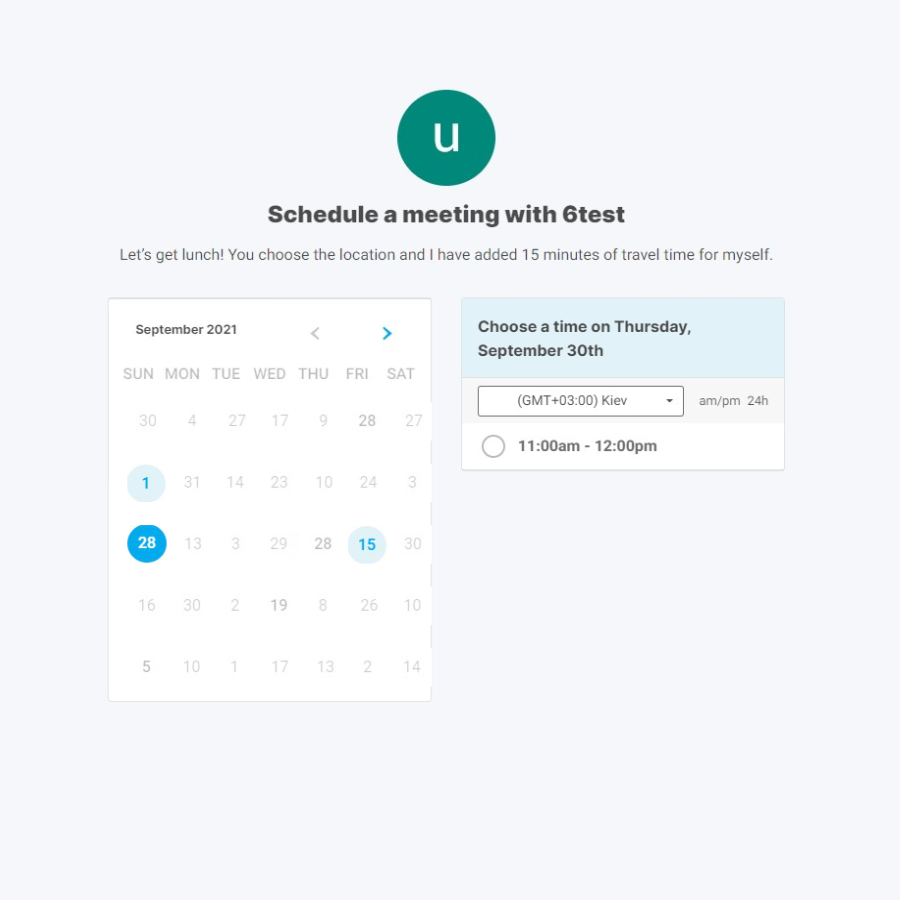 u
Schedule a meeting with 6test
Let’s get lunch! You choose the location and I have added 15 minutes of travel time for myself.
September 2021
SUN MON TUE WED THU FRI SAT
30 4 27 17 9 28 27
1 31 14 23 10 24 3
28 13 3 29 28 15 30
16 30 2 19 8 26 10
5 10 1 17 13 2 14
Choose a time on Thursday,
September 30th
(GMT+03:00) Kiev am/pm 24h
11:00am - 12:00pm